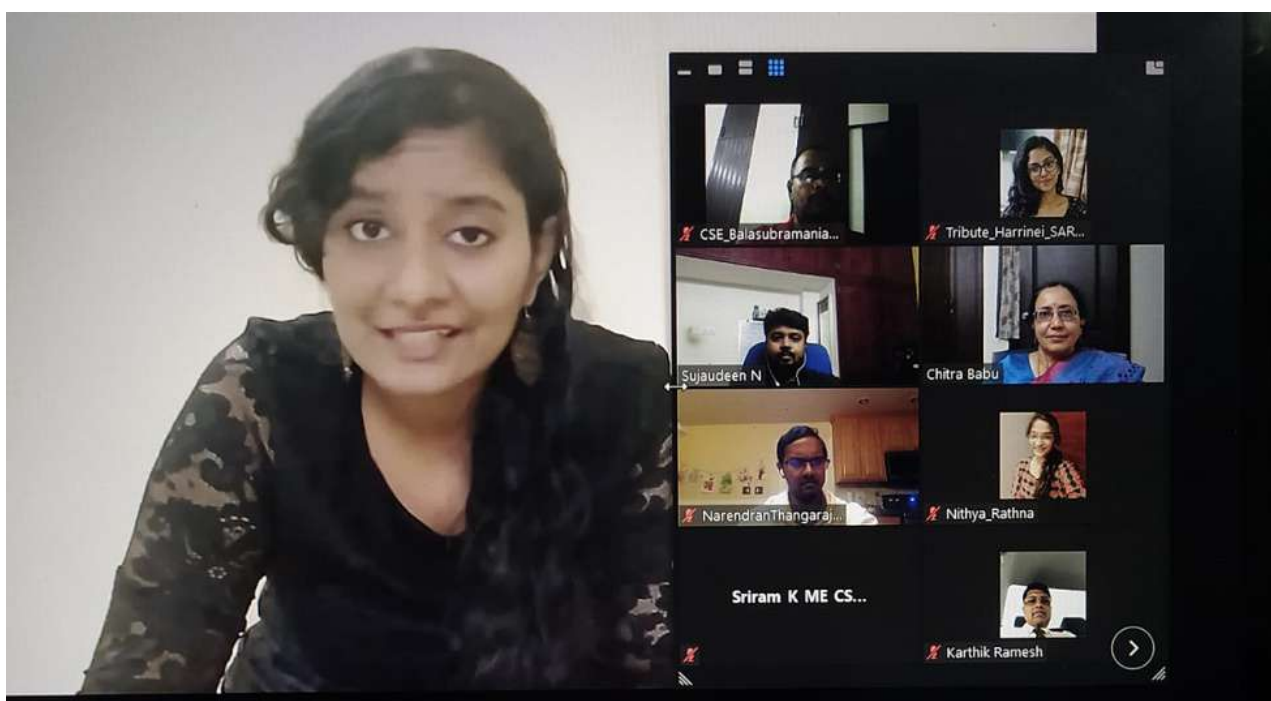 CSE_Balasubramania...
Tribute_Harrinei_SAR...
Sujaudeen N
Chitra Babu
NarendranThangaraj...
Nithya_Rathna
Sriram K ME CS...
Karthik Ramesh